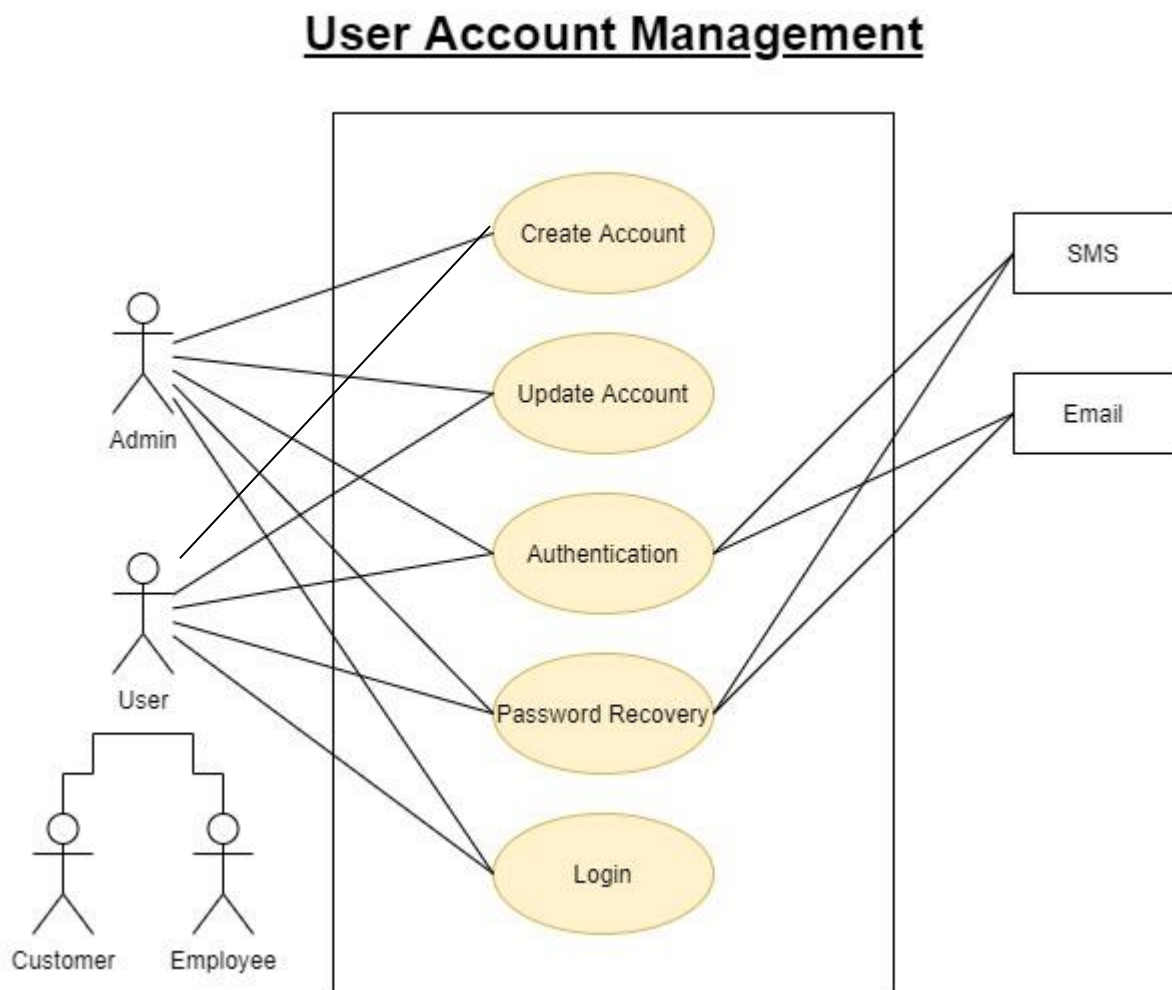 User Account Management
Create Account
SMS
Update Account
Email
Admin
Authentication
User
Password Recovery
Login
Customer
Employee